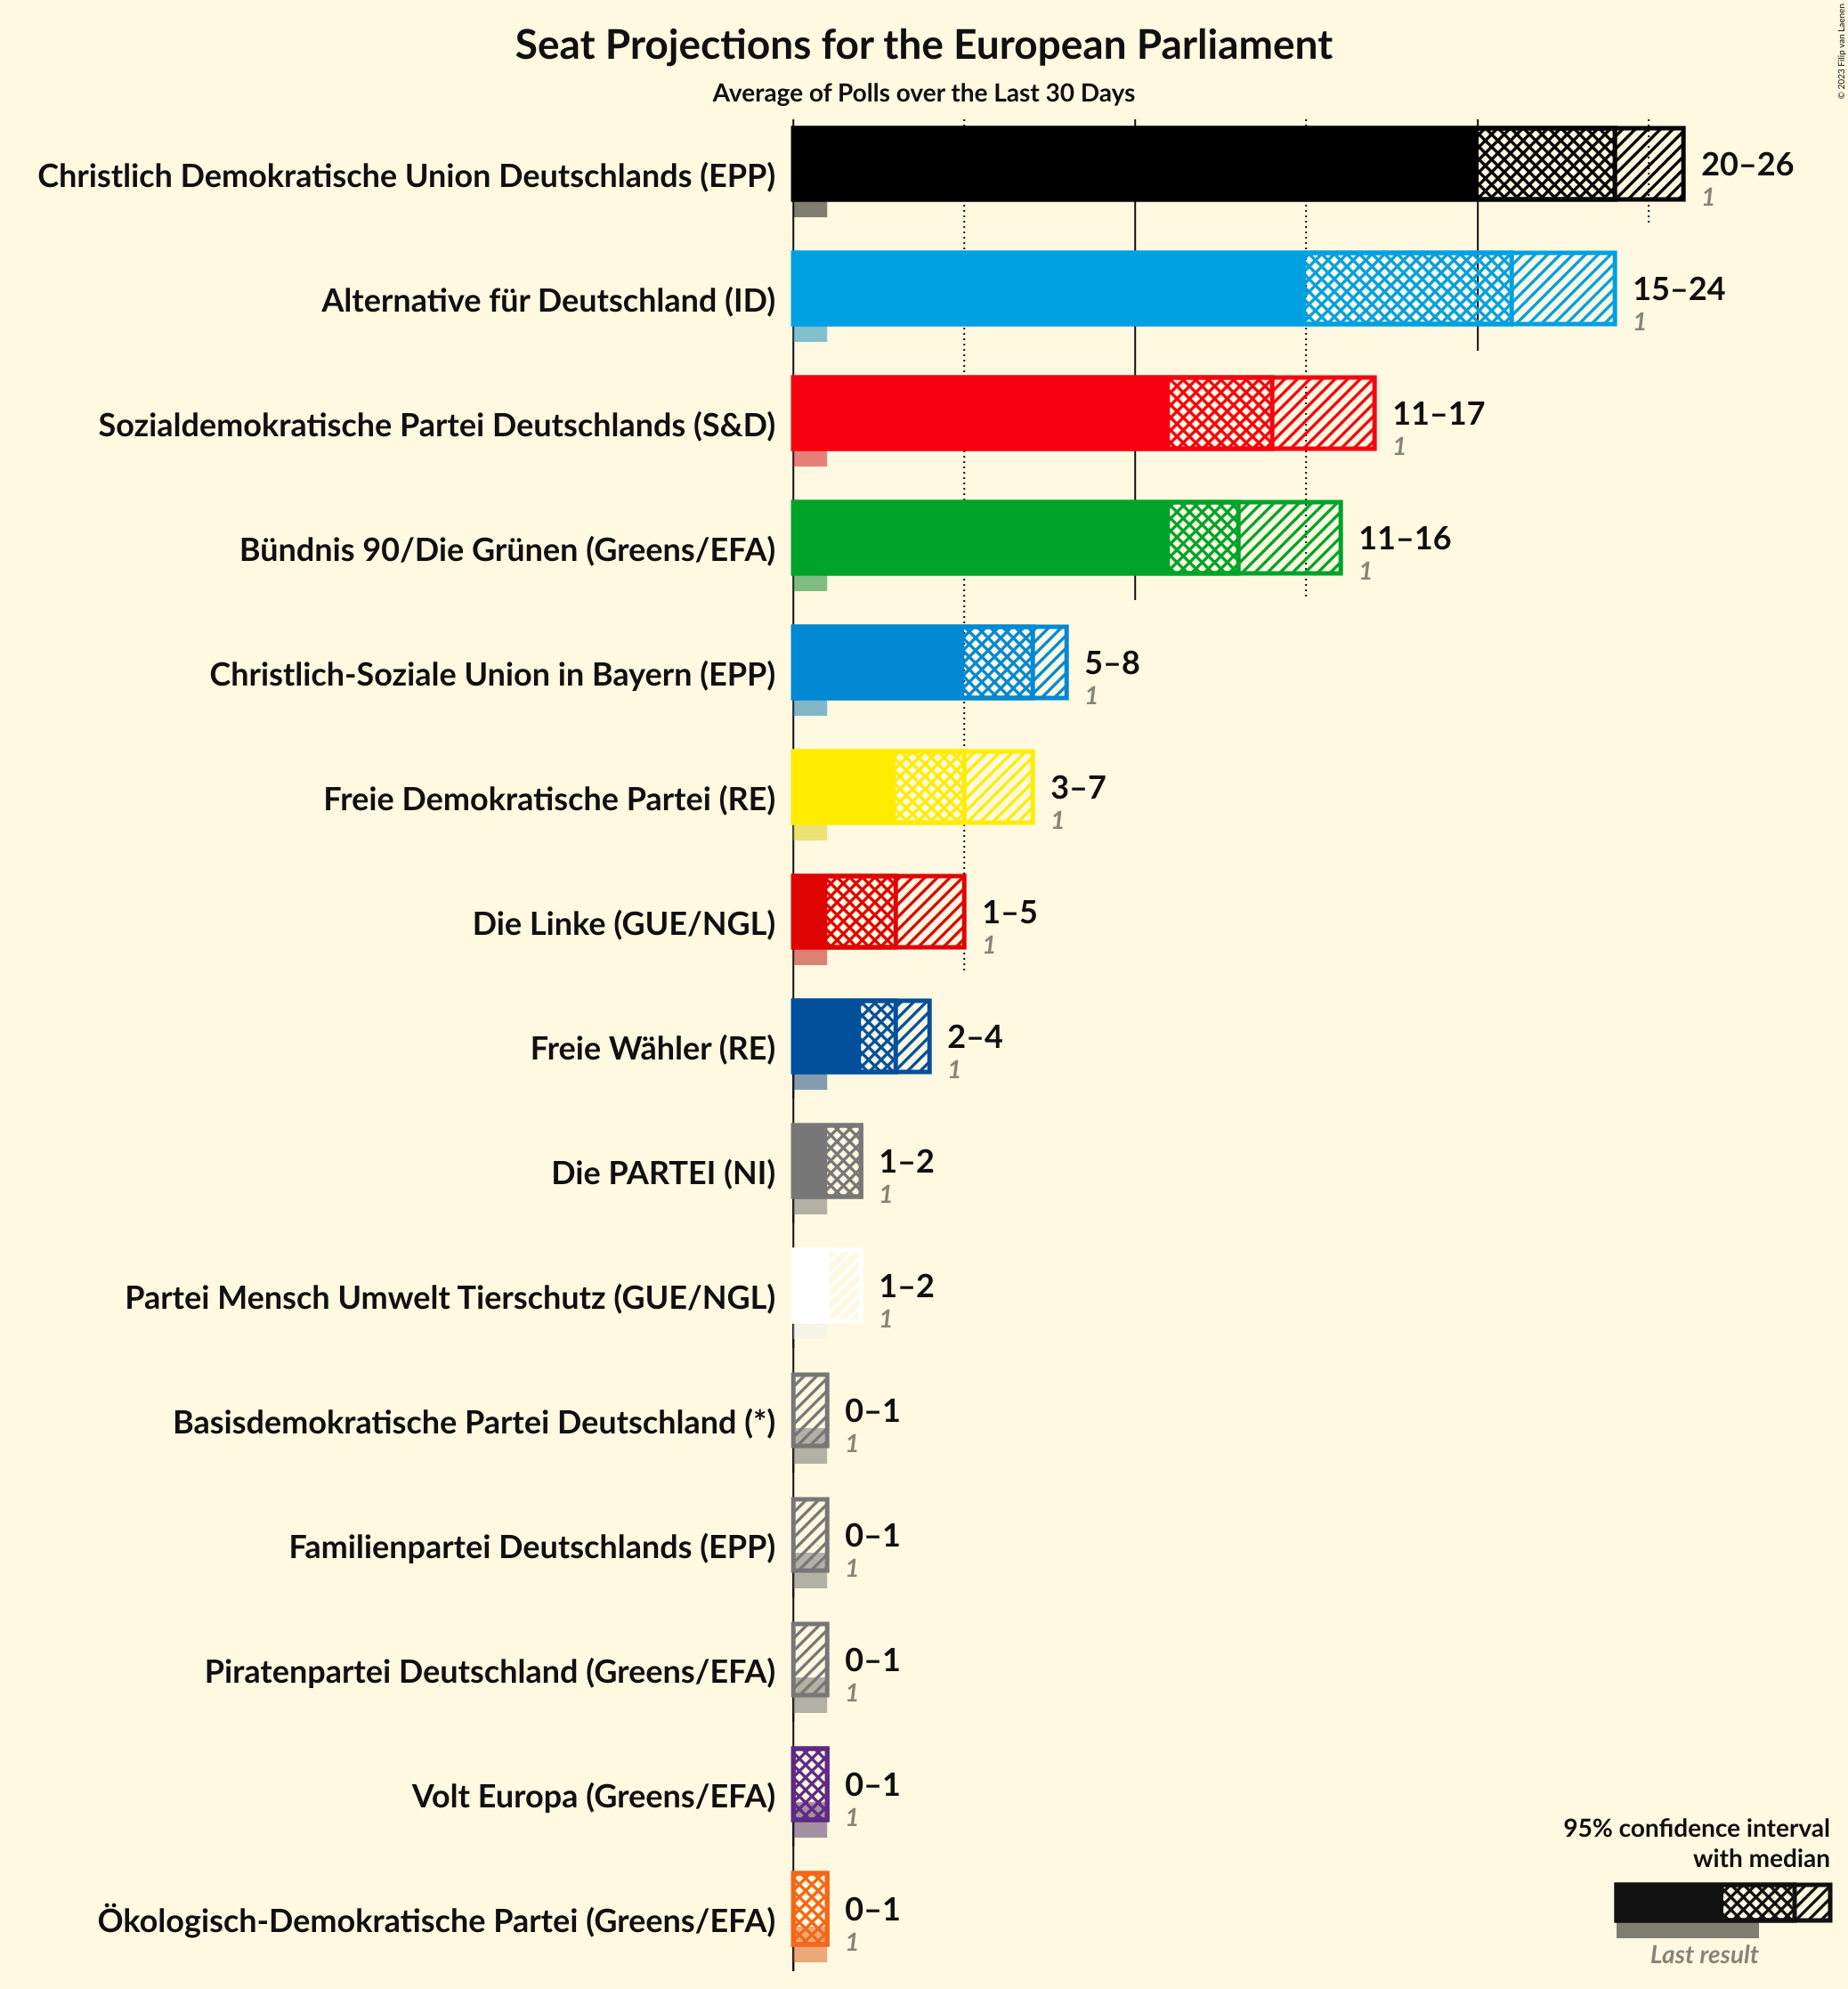 Seat Projections for the European Parliament
Average of Polls over the Last 30 Days
© 2023 Filip van Laenen
Christlich Demokratische Union Deutschlands (EPP)
20–26
1
Alternative für Deutschland (ID)
15–24
1
Sozialdemokratische Partei Deutschlands (S&D)
11–17
1
Bündnis 90/Die Grünen (Greens/EFA)
11–16
1
Christlich-Soziale Union in Bayern (EPP)
5–8
1
Freie Demokratische Partei (RE)
3–7
1
Die Linke (GUE/NGL)
1–5
1
Freie Wähler (RE)
2–4
1
Die PARTEI (NI)
1–2
1
Partei Mensch Umwelt Tierschutz (GUE/NGL)
1–2
1
Basisdemokratische Partei Deutschland (*)
0–1
1
Familienpartei Deutschlands (EPP)
0–1
1
Piratenpartei Deutschland (Greens/EFA)
0–1
1
Volt Europa (Greens/EFA)
0–1
1
Ökologisch-Demokratische Partei (Greens/EFA)
0–1
1
95% confidence interval
with median
Last result